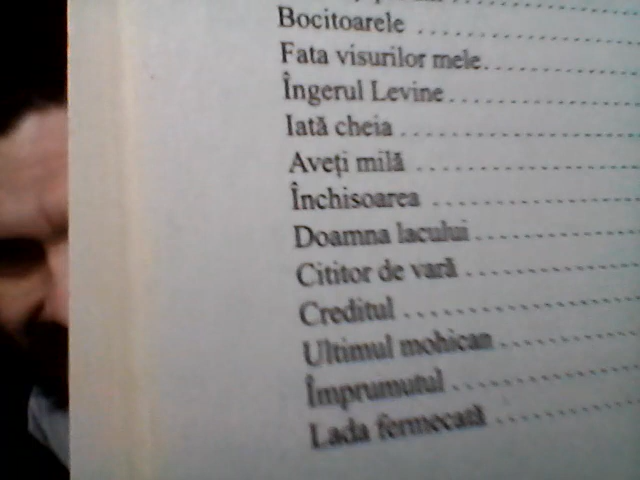 Bocitoarele ..................
Fata visurilor mele..................
Îngerul Levine..................
Iată cheia ..................
Aveți milă ..................
Închisoarea ..................
Doamna lacului..................
Cititor de vară ..................
Creditul ..................
Ultimul mohican ..................
Împrumutul ..................
Lada fermecată ..................